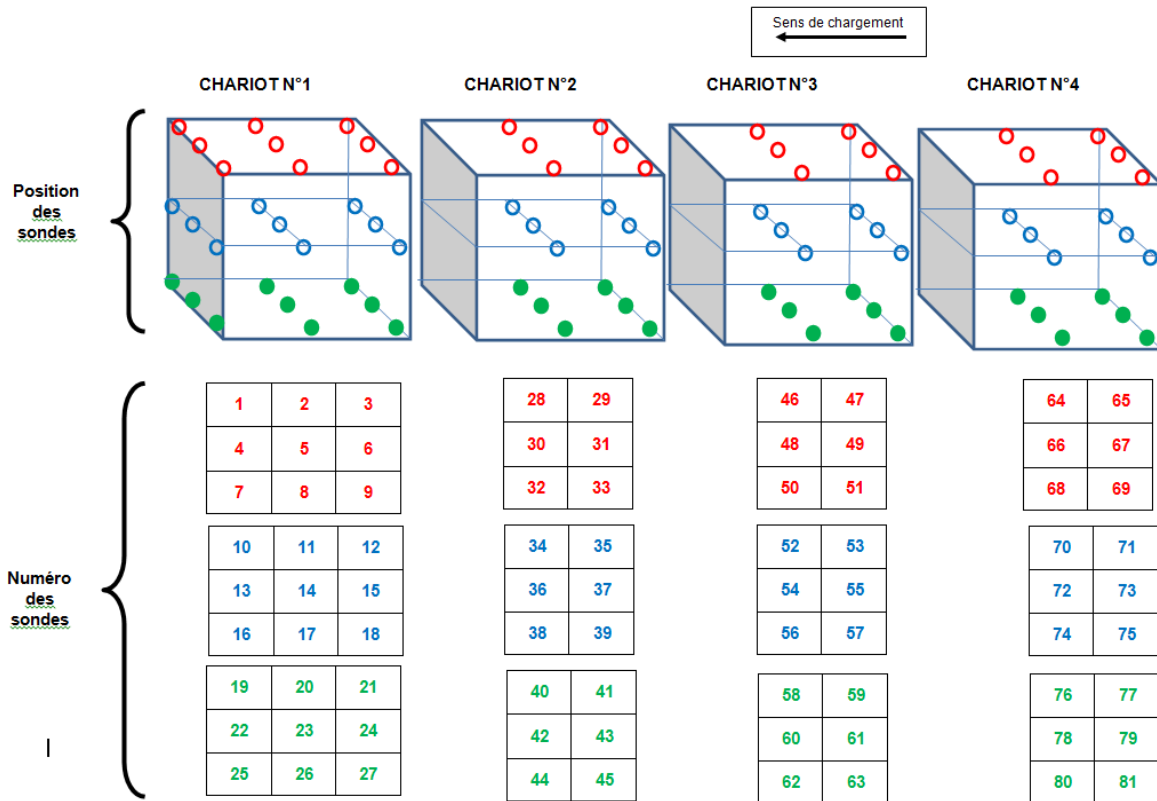 Sens de chargement
CHARIOT N°1 CHARIOT N°2 CHARIOT N°3 CHARIOT N°4
Position
des
sondes
Numéro
des
sondes
1 2 3 28 29 46 47 64 65
4 5 6 30 31 48 49 66 67
7 8 9 32 33 50 51 68 69
10 11 12 34 35 52 53 70 71
13 14 15 36 37 54 55 72 73
16 17 18 38 39 56 57 74 75
19 20 21 40 41 58 59 76 77
22 23 24 42 43 60 61 78 79
25 26 27 44 45 62 63 80 81